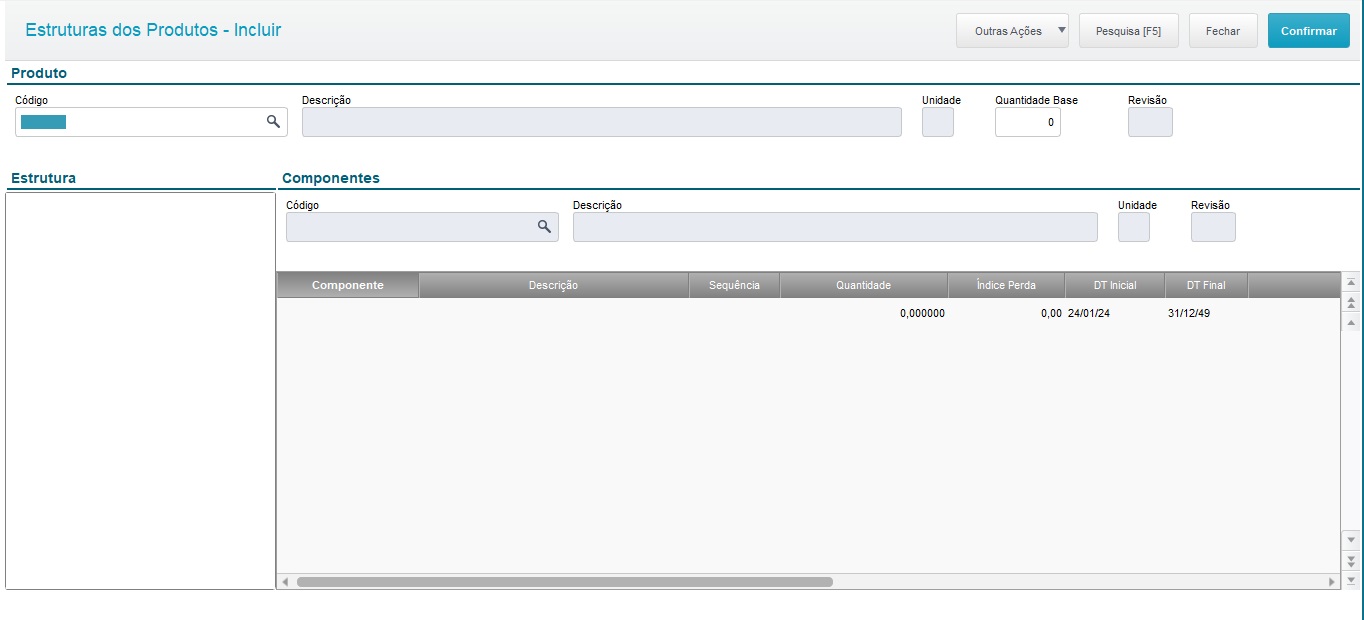 Estruturas dos Produtos - Incluir
Outras Ações
Pesquisa [F5]
Fechar
Confirmar
Produto
Código
Descrição
Unidade
Quantidade Base
Revisão
0
Estrutura
Componentes
Código
Descrição
Unidade
Revisão
Componente
Descrição
Sequência
Quantidade
Índice Perda
DT Inicial
DT Final
0,000000
0,00
24/01/24
31/12/49